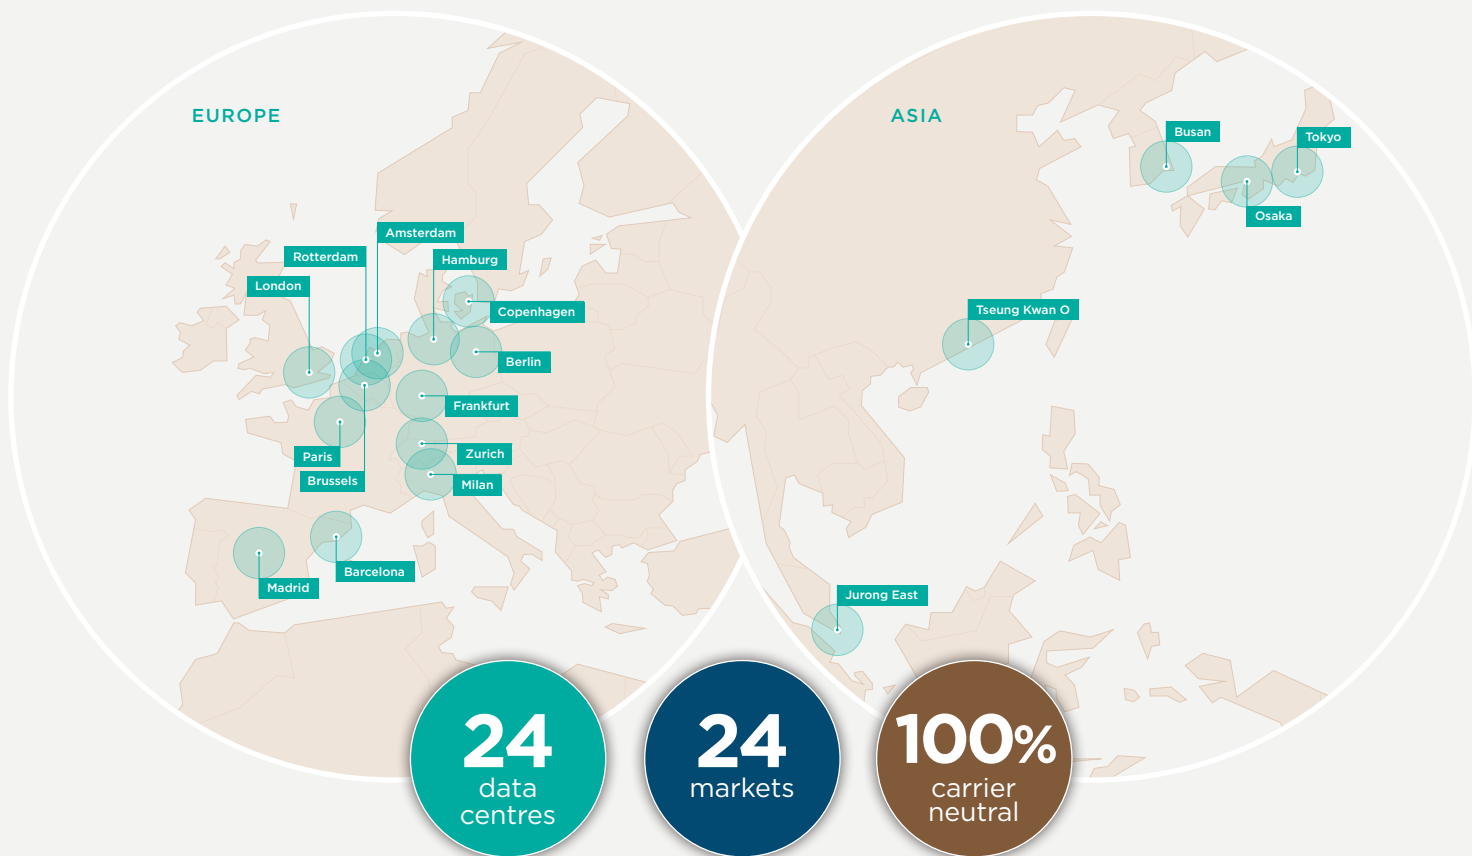 EUROPE
ASIA
Busan
Tokyo
Osaka
Amsterdam
Rotterdam
Hamburg
London
Copenhagen
Tseung Kwan O
Berlin
Frankfurt
Paris
Zurich
Brussels
Milan
Barcelona
Madrid
Jurong East
24
data
centres
24
markets
100%
carrier
neutral